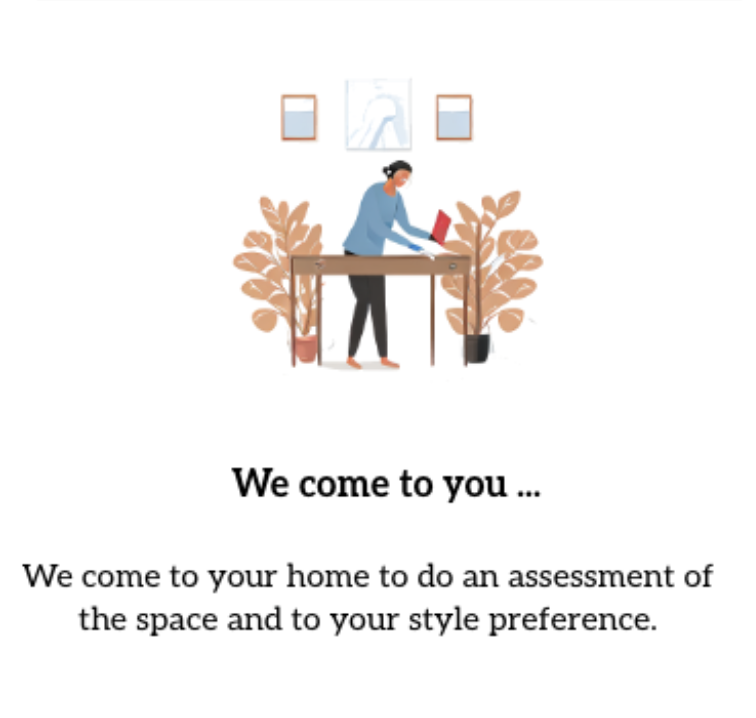 We come to you ...
We come to your home to do an assessment of
the space and to your style preference.